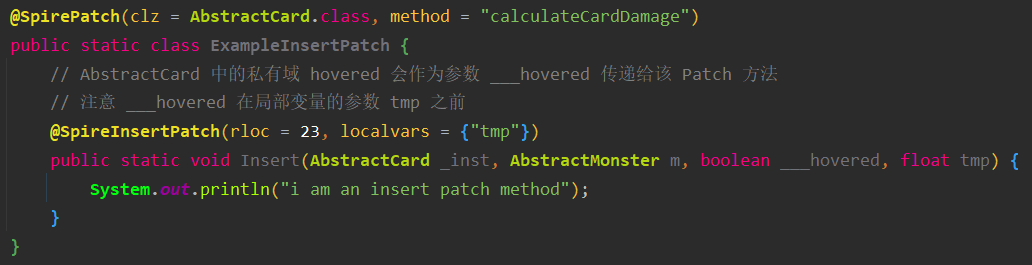 @SpirePatch(clz = AbstractCard.class, method = "calculateCardDamage")
public static class ExampleInsertPatch {
    // AbstractCard 中的私有域 hovered 会作为参数 ___hovered 传递给该 Patch 方法
    // 注意 ___hovered 在局部变量的参数 tmp 之前
    @SpireInsertPatch(rloc = 23, localvars = {"tmp"})
    public static void Insert(AbstractCard _inst, AbstractMonster m, boolean ___hovered, float tmp) {
        System.out.println("i am an insert patch method");
    }
}